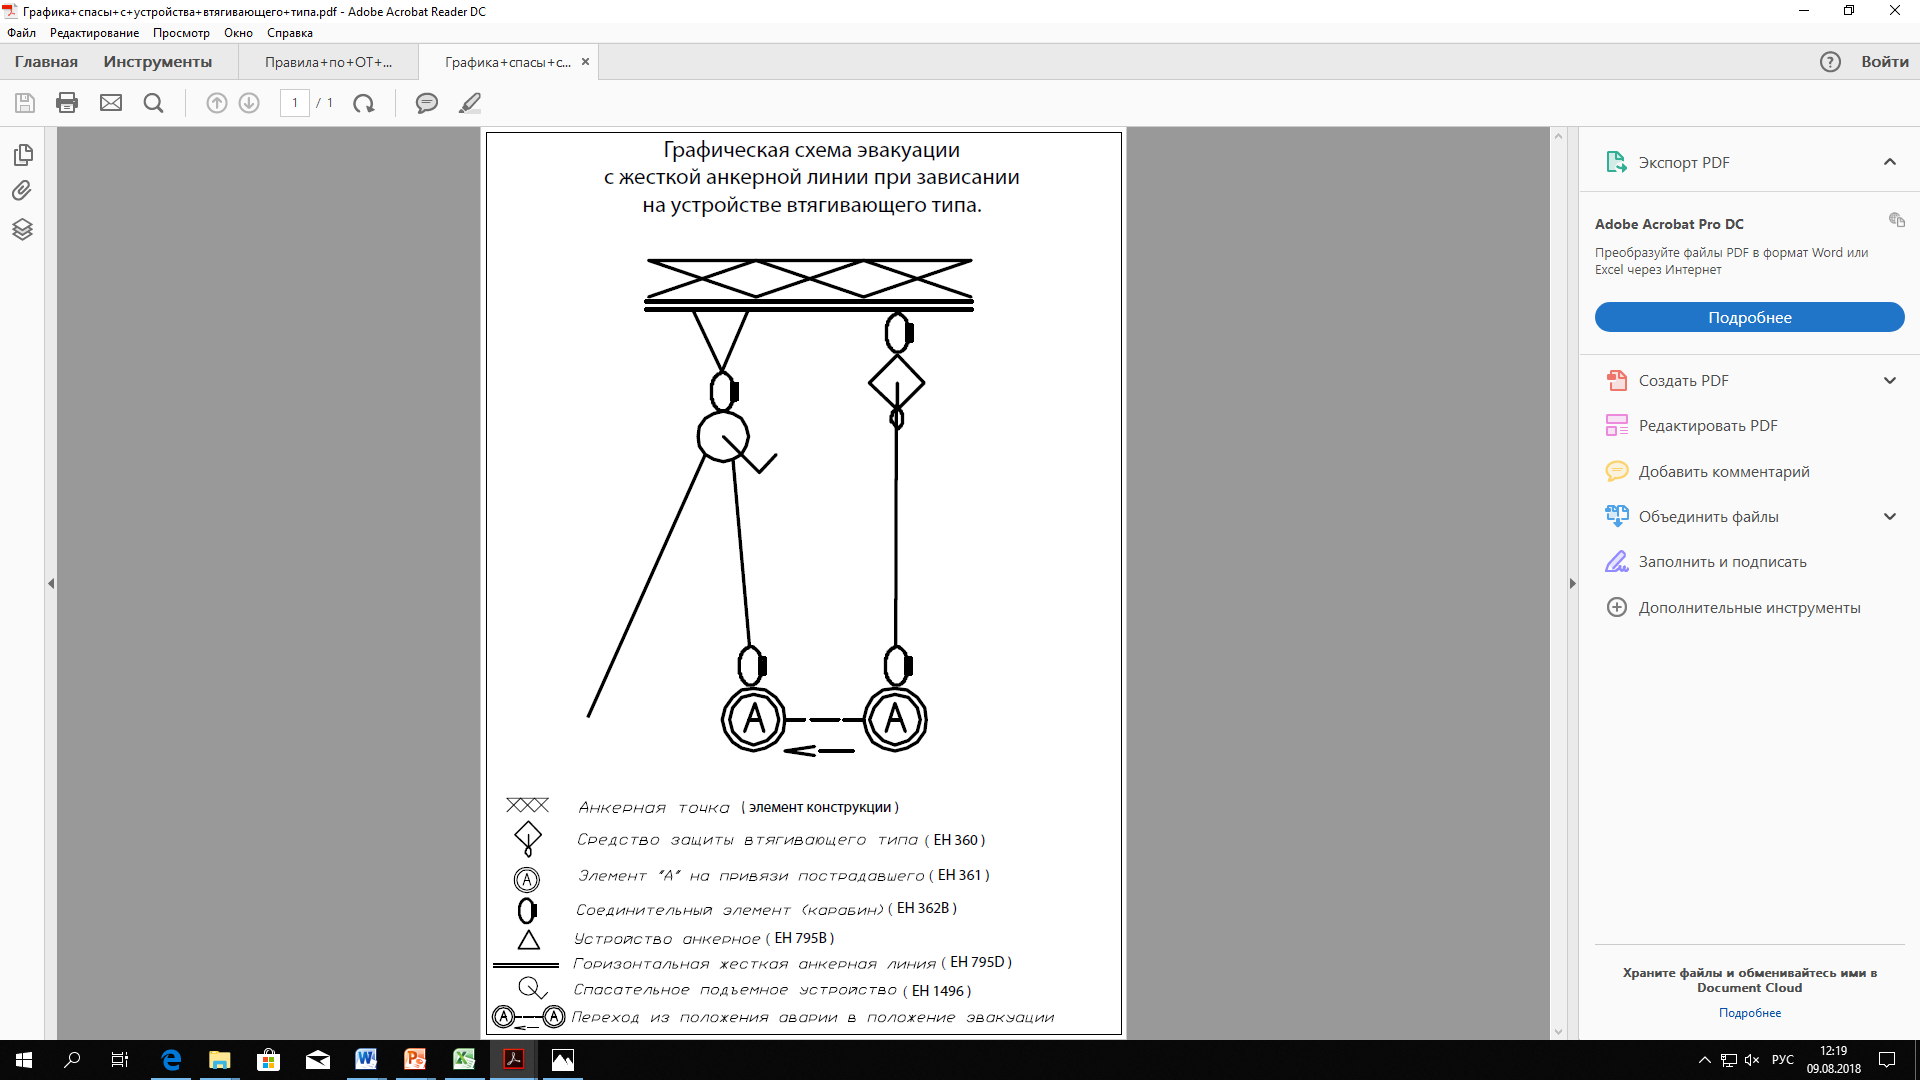 Графика+спасы+с+устройства+втягивающего+типа.pdf - Adobe Acrobat Reader DC
Файл Редактирование Просмотр Окно Справка
Главная Инструменты Правила+по+ОТ+... Графика+спасы+с... × ? Войти
1 / 1
Графическая схема эвакуации
с жесткой анкерной линии при зависании
на устройстве втягивающего типа.
А А
Анкерная точка ( элемент конструкции )
Средство защиты втягивающего типа ( ЕН 360 )
А Элемент "А" на привязи пострадавшего ( ЕН 361 )
Соединительный элемент (карабин) ( ЕН 362В )
Устройство анкерное ( ЕН 795В )
Горизонтальная жесткая анкерная линия ( ЕН 795D )
Спасательное подъемное устройство ( ЕН 1496 )
А А Переход из положения аварии в положение эвакуации
Экспорт PDF
Adobe Acrobat Pro DC
Преобразуйте файлы PDF в формат Word или
Excel через Интернет
Подробнее
Создать PDF
Редактировать PDF
Добавить комментарий
Объединить файлы
Заполнить и подписать
Дополнительные инструменты
Храните файлы и обменивайтесь ими в
Document Cloud
Подробнее
РУС
12:19
09.08.2018